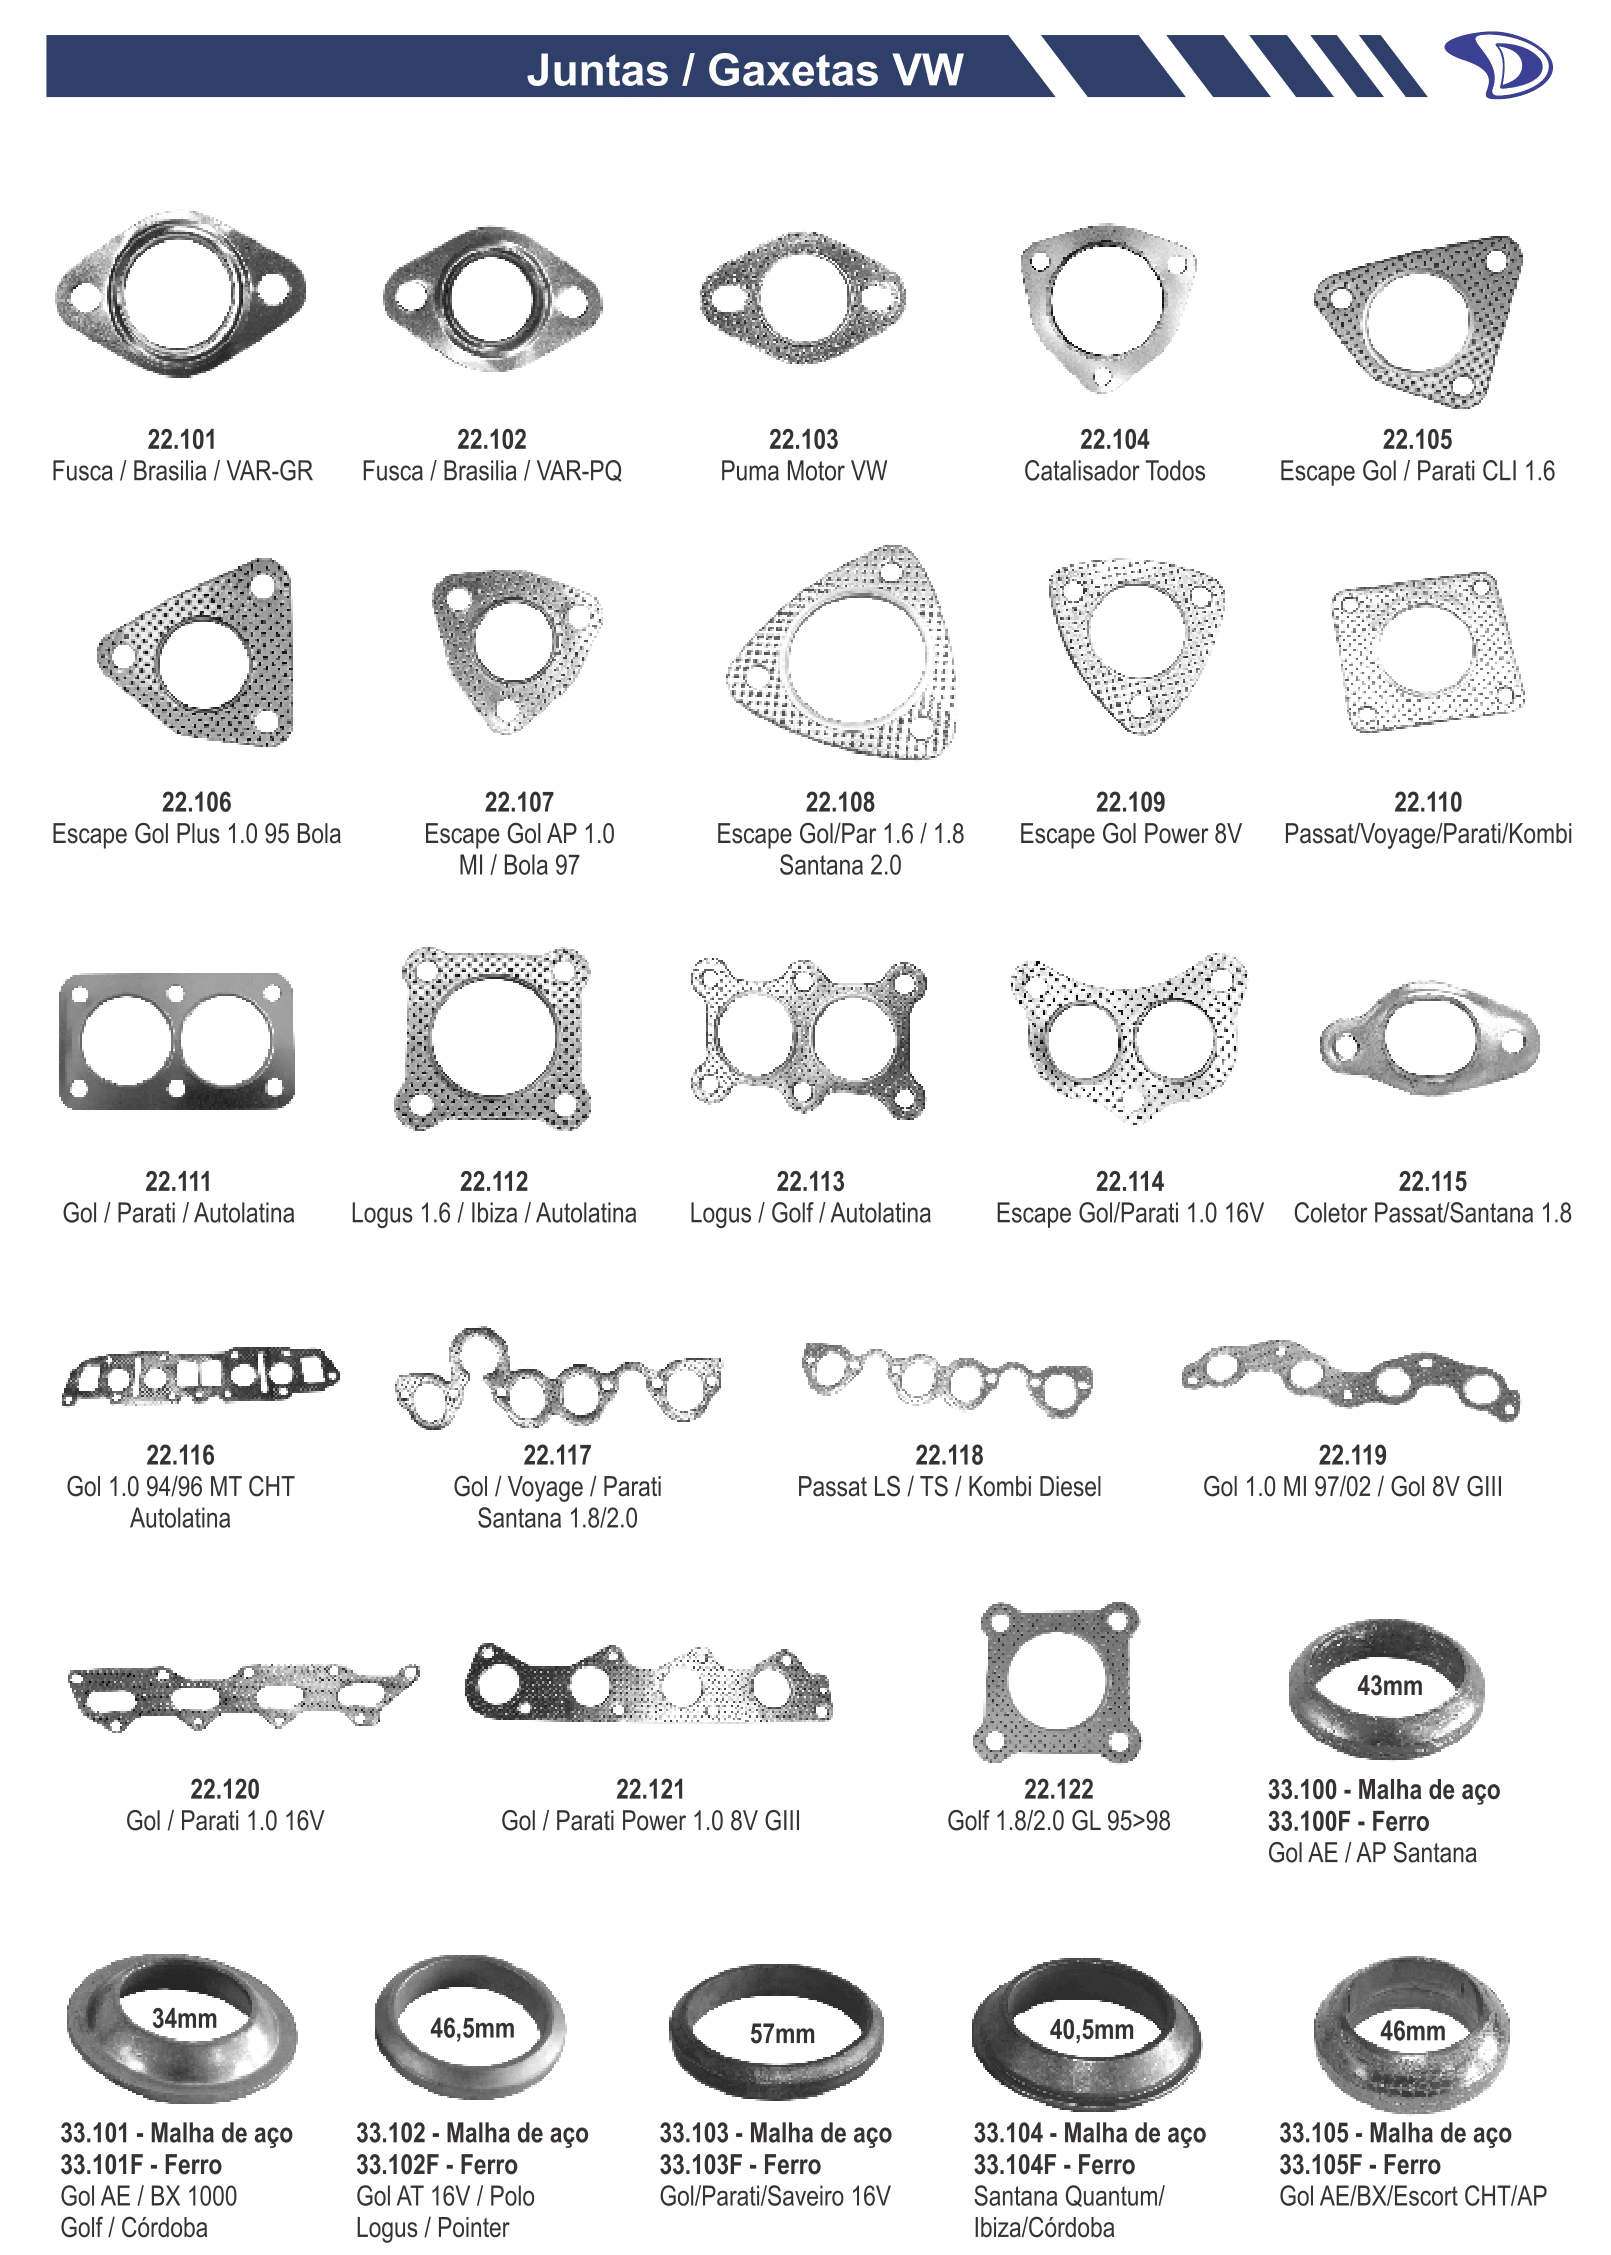 Juntas / Gaxetas VW
22.101
Fusca / Brasilia / VAR-GR
22.102
Fusca / Brasilia / VAR-PQ
22.103
Puma Motor VW
22.104
Catalisador Todos
22.105
Escape Gol / Parati CLI 1.6
22.106
Escape Gol Plus 1.0 95 Bola
22.107
Escape Gol AP 1.0
MI / Bola 97
22.108
Escape Gol/Par 1.6 / 1.8
Santana 2.0
22.109
Escape Gol Power 8V
22.110
Passat/Voyage/Parati/Kombi
22.111
Gol / Parati / Autolatina
22.112
Logus 1.6 / Ibiza / Autolatina
22.113
Logus / Golf / Autolatina
22.114
Escape Gol/Parati 1.0 16V
22.115
Coletor Passat/Santana 1.8
22.116
Gol 1.0 94/96 MT CHT
Autolatina
22.117
Gol / Voyage / Parati
Santana 1.8/2.0
22.118
Passat LS / TS / Kombi Diesel
22.119
Gol 1.0 MI 97/02 / Gol 8V GIII
22.120
Gol / Parati 1.0 16V
22.121
Gol / Parati Power 1.0 8V GIII
22.122
Golf 1.8/2.0 GL 95>98
43mm
33.100 - Malha de aço
33.100F - Ferro
Gol AE / AP Santana
34mm
33.101 - Malha de aço
33.101F - Ferro
Gol AE / BX 1000
Golf / Córdoba
46,5mm
33.102 - Malha de aço
33.102F - Ferro
Gol AT 16V / Polo
Logus / Pointer
57mm
33.103 - Malha de aço
33.103F - Ferro
Gol/Parati/Saveiro 16V
40,5mm
33.104 - Malha de aço
33.104F - Ferro
Santana Quantum/
Ibiza/Córdoba
46mm
33.105 - Malha de aço
33.105F - Ferro
Gol AE/BX/Escort CHT/AP